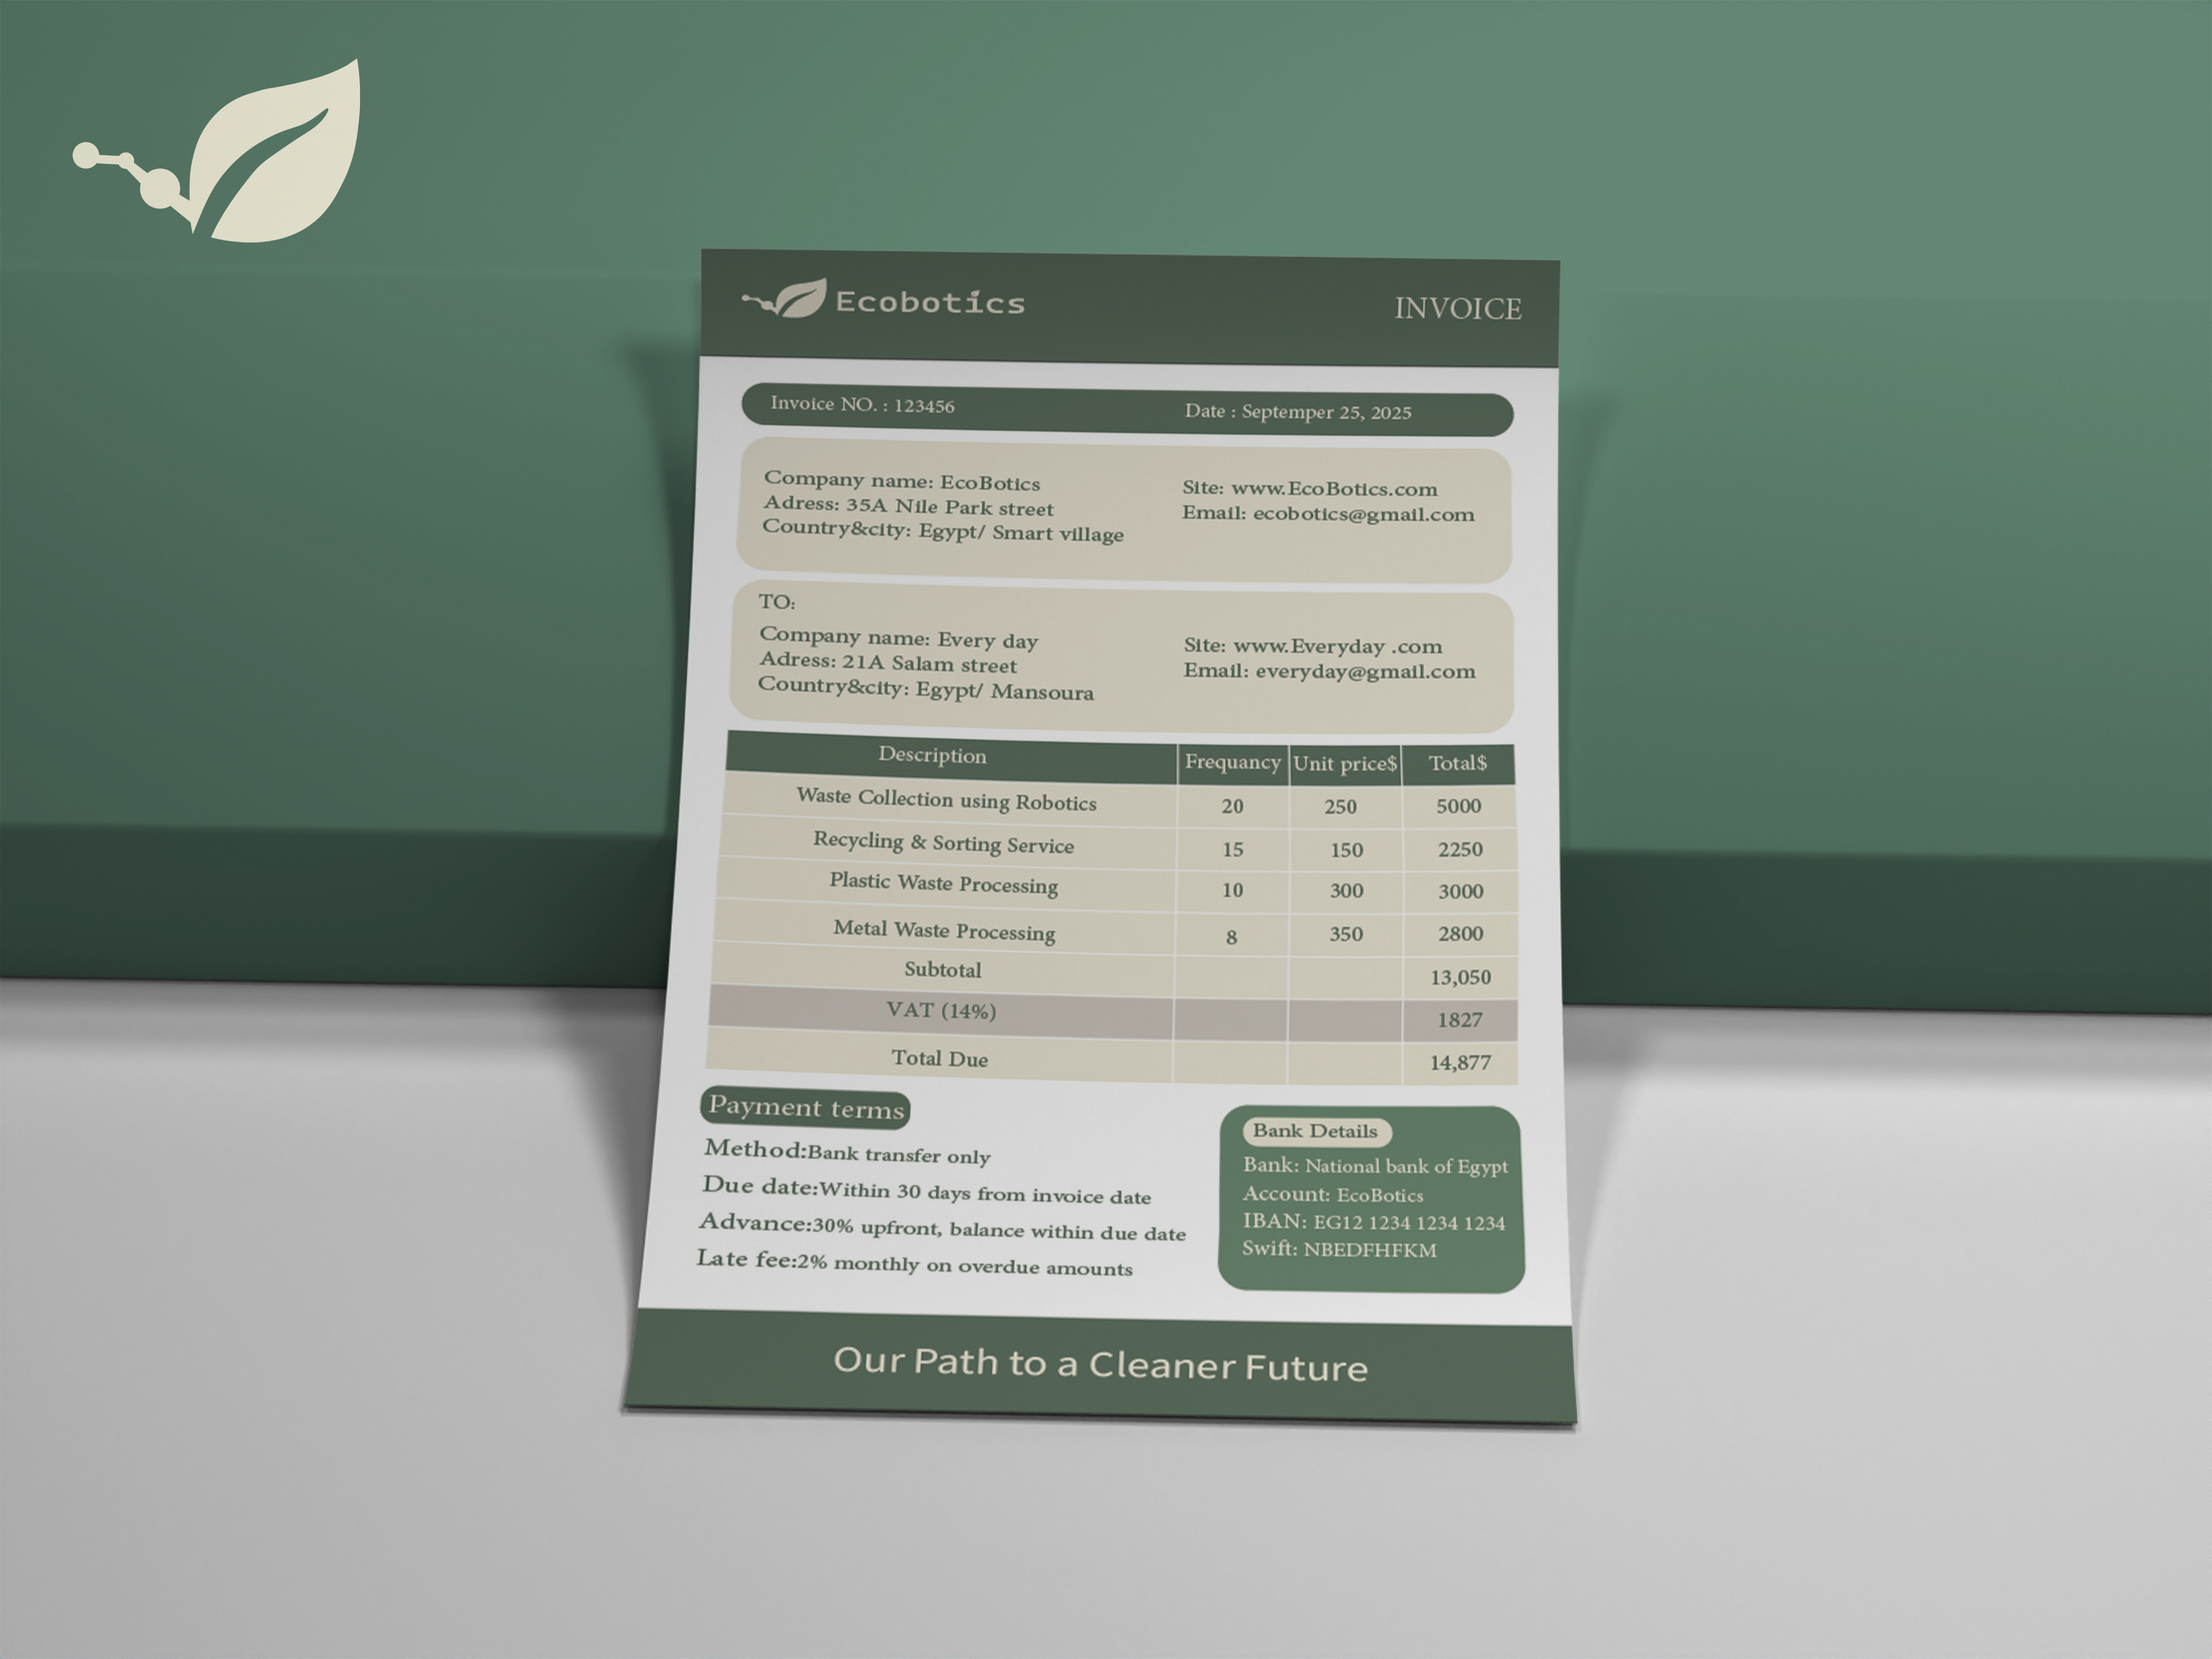 Ecobotics
INVOICE
Invoice NO. : 123456
Date : Septemper 25, 2025
Company name: EcoBotics
Adress: 35A Nile Park street
Country&city: Egypt/ Smart village
Site: www.EcoBotics.com
Email: ecobotics@gmail.com
TO:
Company name: Every day
Adress: 21A Salam street
Country&city: Egypt/ Mansoura
Site: www.Everyday .com
Email: everyday@gmail.com
Description Frequancy Unit price$ Total$
Waste Collection using Robotics 20 250 5000
Recycling & Sorting Service 15 150 2250
Plastic Waste Processing 10 300 3000
Metal Waste Processing 8 350 2800
Subtotal 13,050
VAT (14%) 1827
Total Due 14,877
Payment terms
Method:Bank transfer only
Due date:Within 30 days from invoice date
Advance:30% upfront, balance within due date
Late fee:2% monthly on overdue amounts
Bank Details
Bank: National bank of Egypt
Account: EcoBotics
IBAN: EG12 1234 1234 1234
Swift: NBEDFHFKM
Our Path to a Cleaner Future